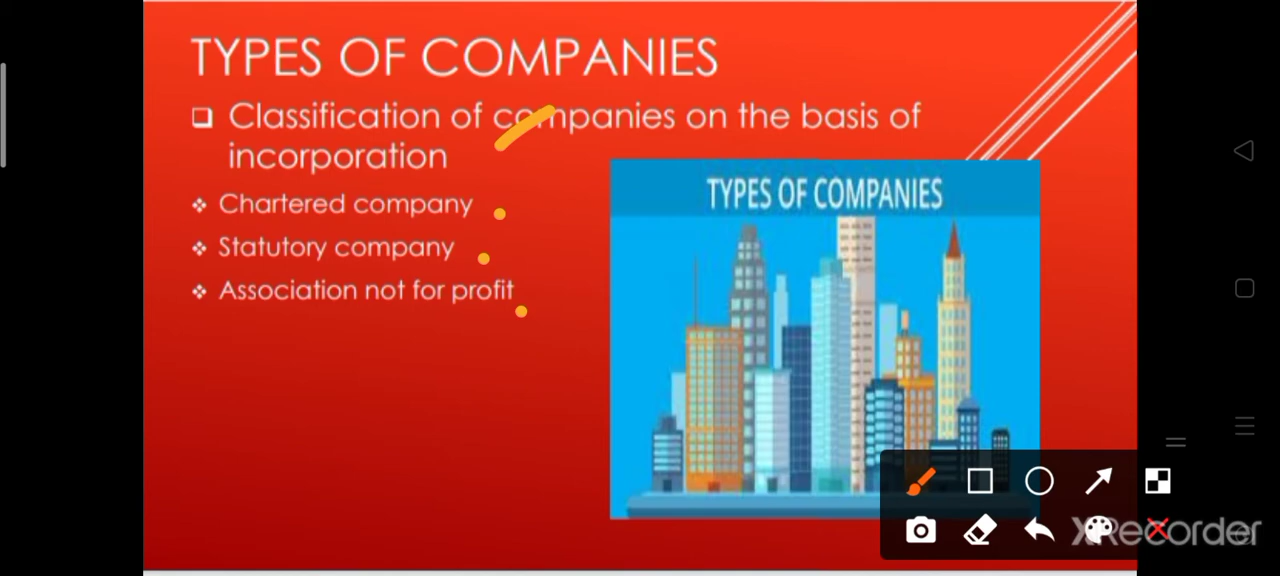 TYPES OF COMPANIES
Classification of companies on the basis of
incorporation
Chartered company
Statutory company
Association not for profit
TYPES OF COMPANIES
XRecorder